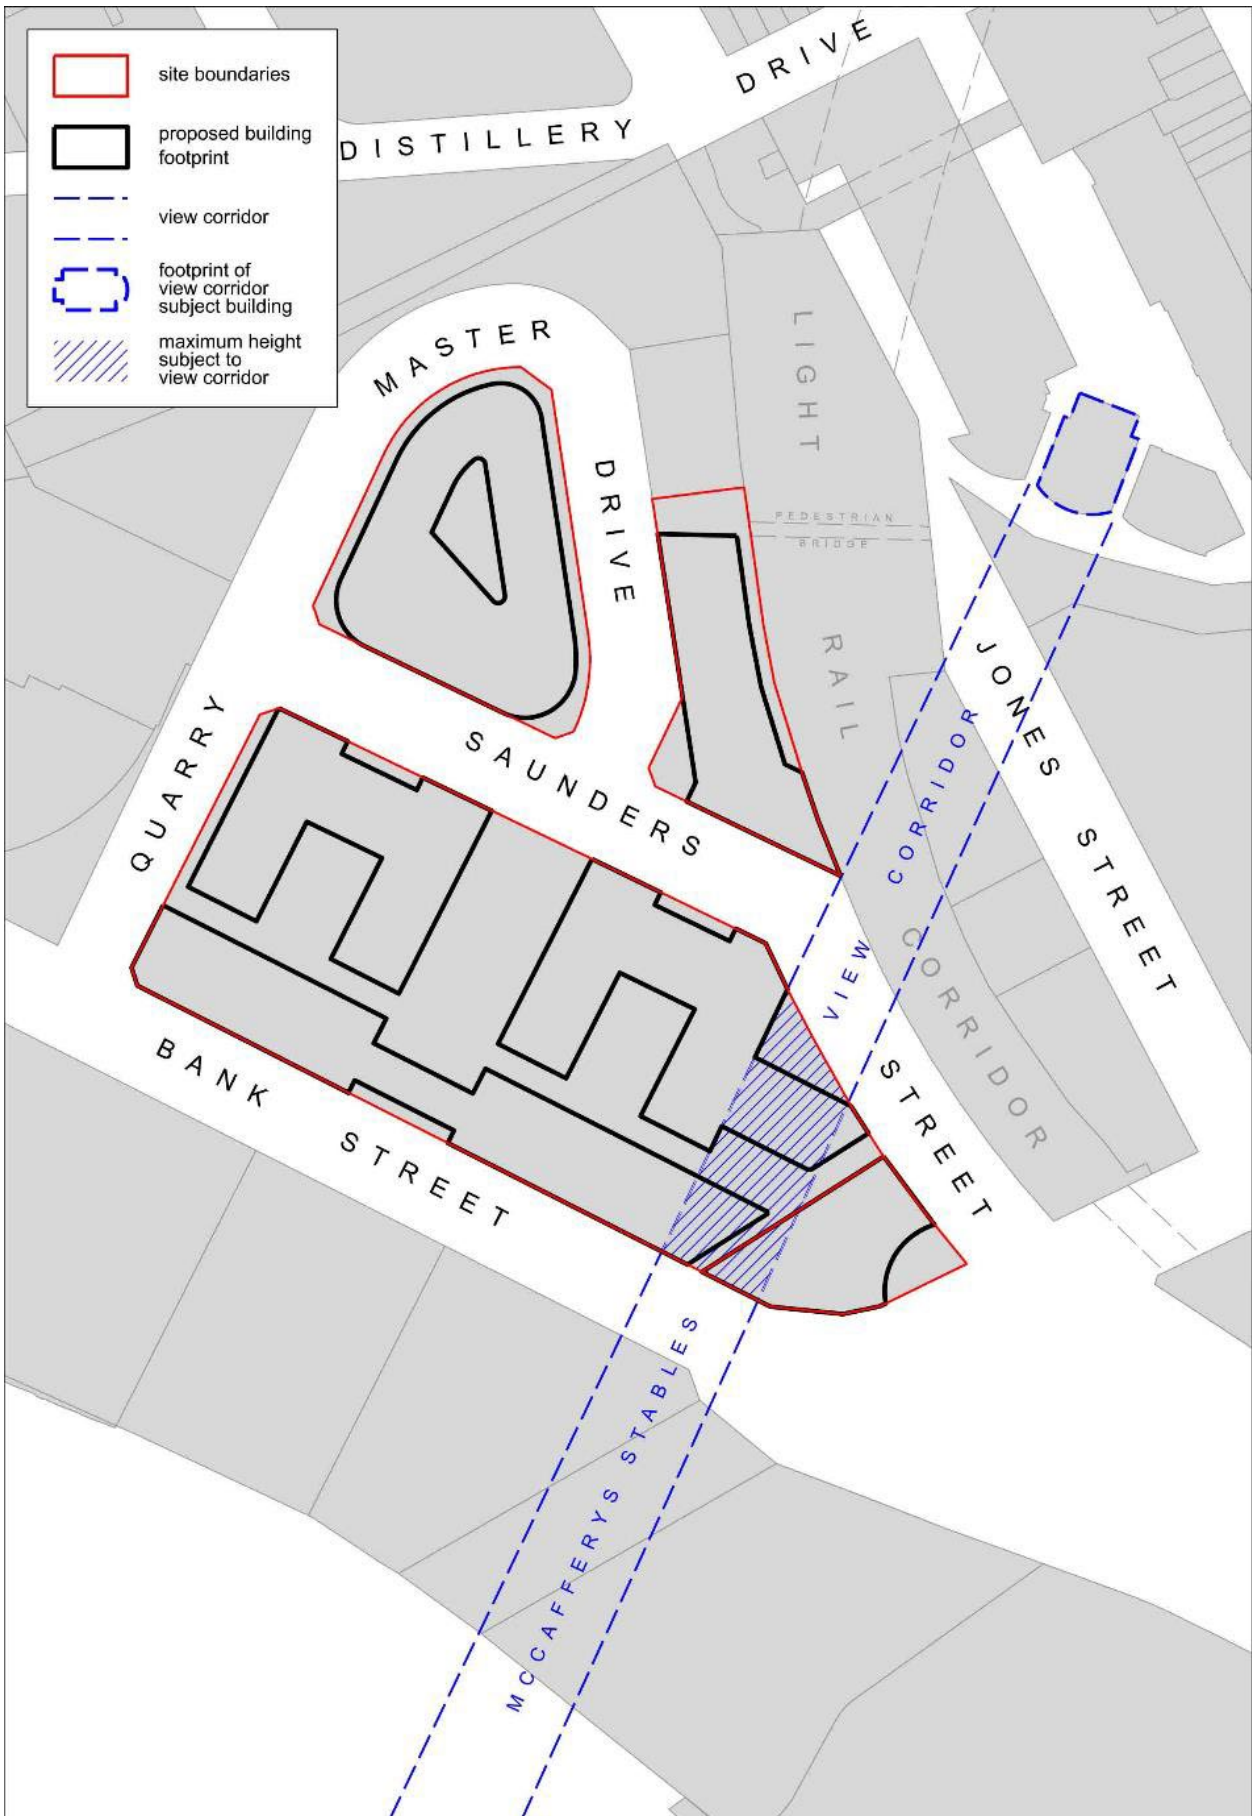 site boundaries
proposed building
footprint
view corridor
footprint of
view corridor
subject building
maximum height
subject to
view corridor
DISTILLERY DRIVE
QUARRY MASTER DRIVE
LIGHT RAIL CORRIDOR
PEDESTRIAN
BRIDGE
JONES STREET
SAUNDERS STREET
BANK STREET
MCCAFFERYS STABLES VIEW CORRIDOR